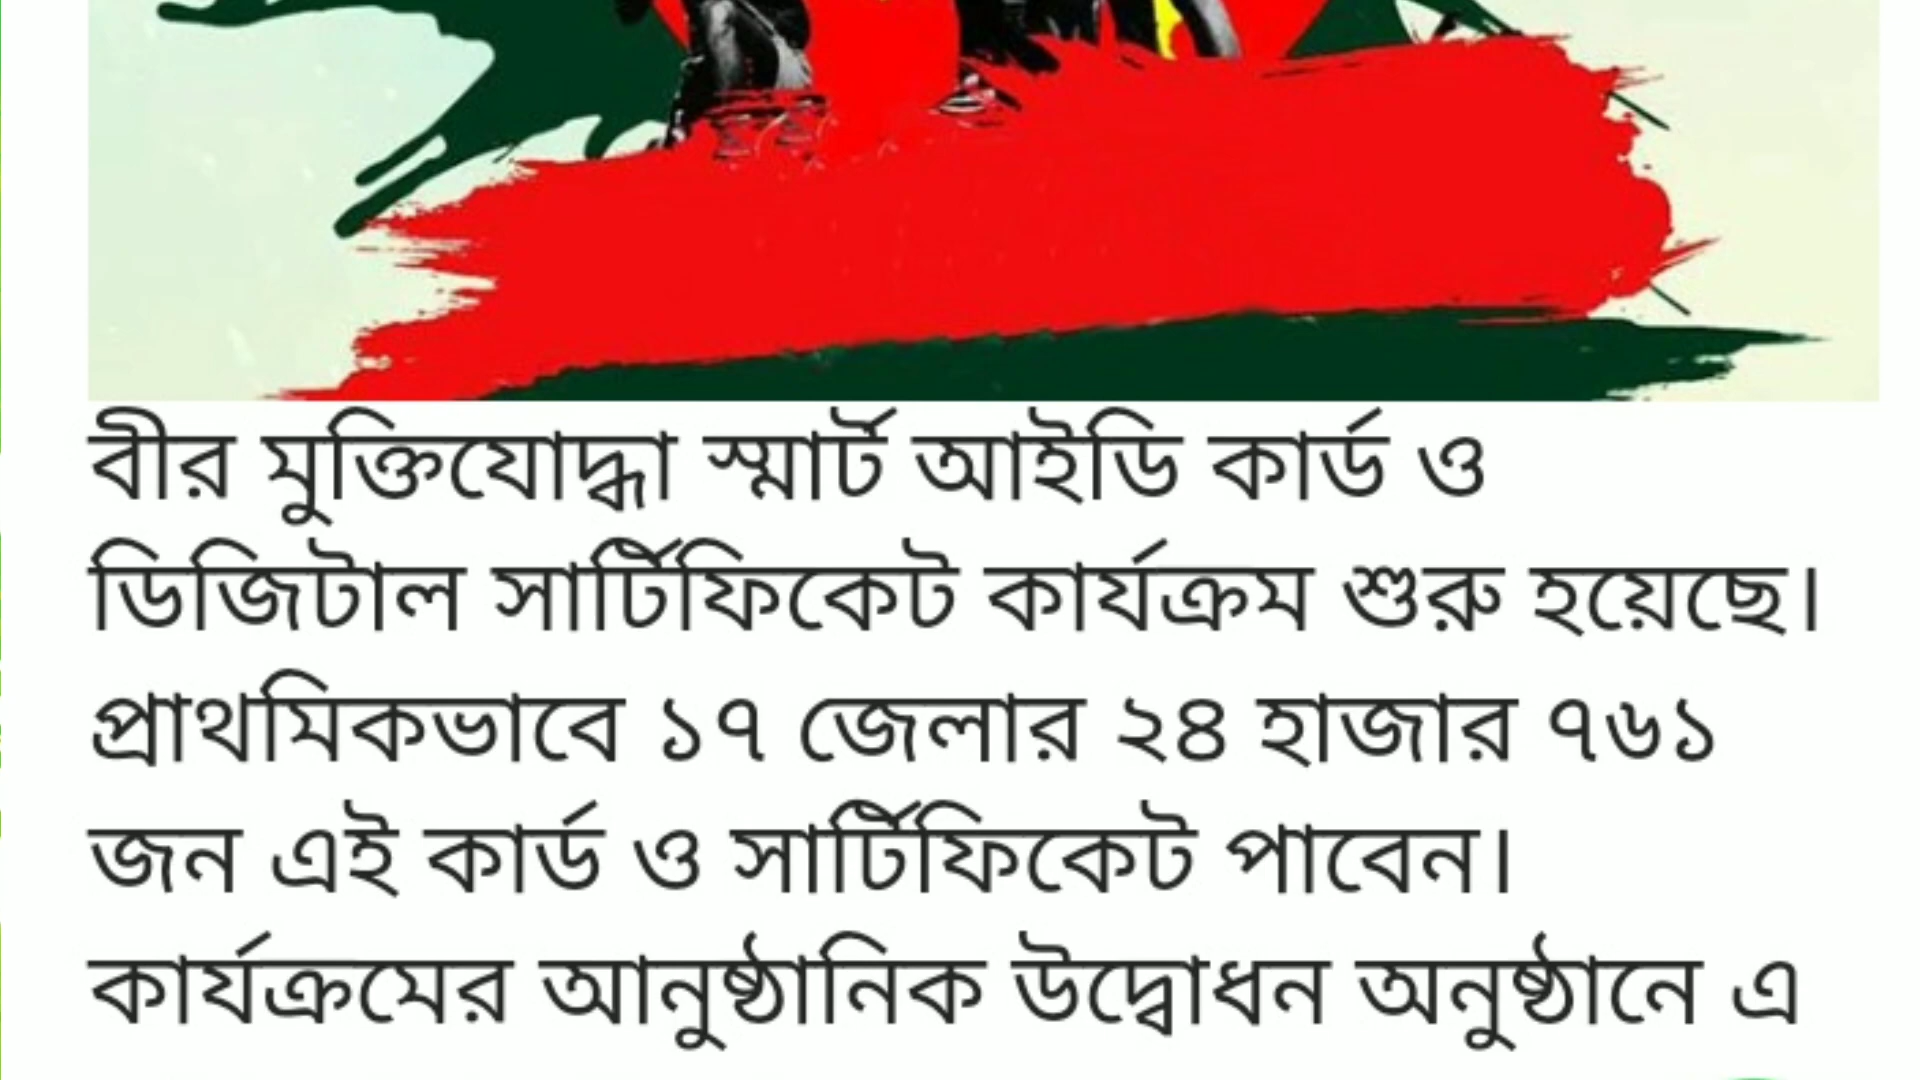 বীর মুক্তিযোদ্ধা স্মার্ট আইডি কার্ড ও
ডিজিটাল সার্টিফিকেট কার্যক্রম শুরু হয়েছে।
প্রাথমিকভাবে ১৭ জেলার ২৪ হাজার ৭৬১
জন এই কার্ড ও সার্টিফিকেট পাবেন।
কার্যক্রমের আনুষ্ঠানিক উদ্বোধন অনুষ্ঠানে এ